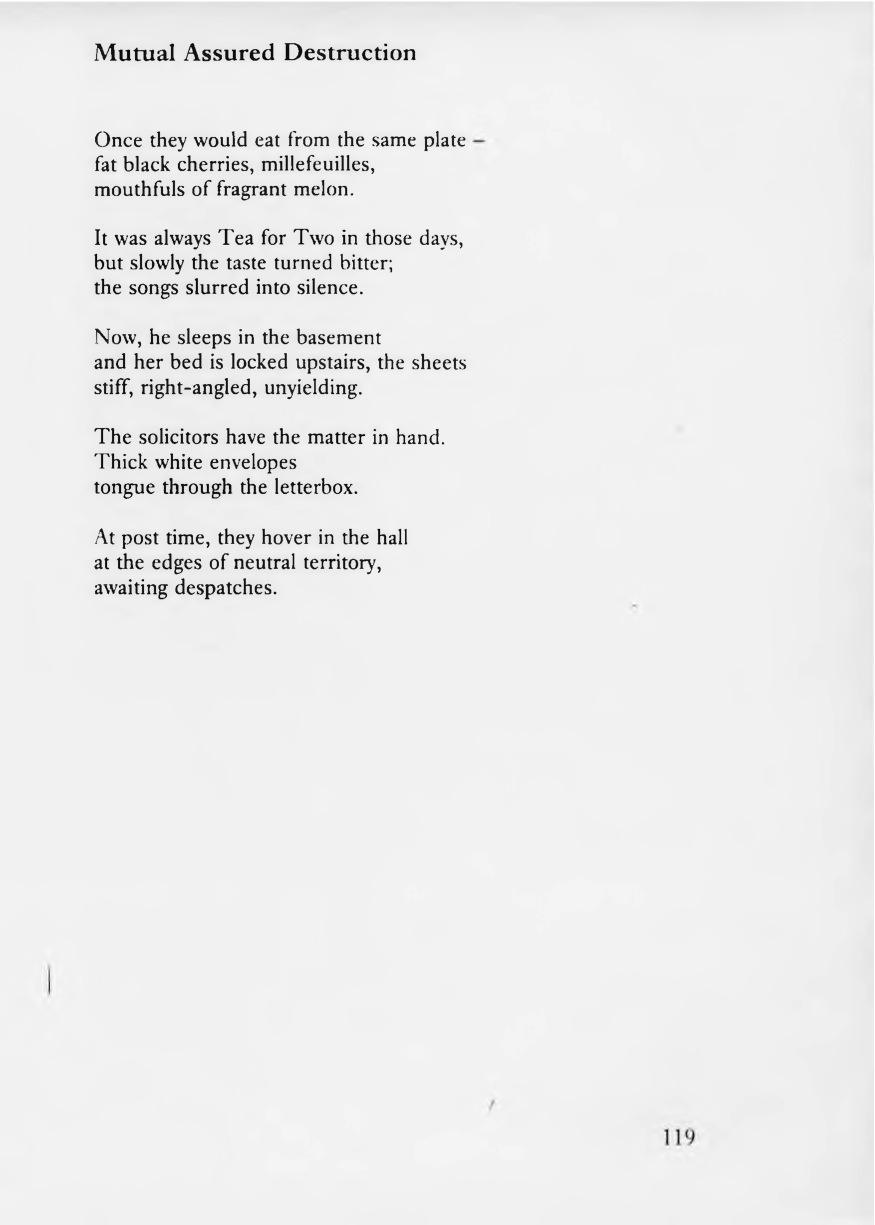 Mutual Assured Destruction
Once they would eat from the same plate –
fat black cherries, millefeuilles,
mouthfuls of fragrant melon.
It was always Tea for Two in those days,
but slowly the taste turned bitter;
the songs slurred into silence.
Now, he sleeps in the basement
and her bed is locked upstairs, the sheets
stiff, right-angled, unyielding.
The solicitors have the matter in hand.
Thick white envelopes
tongue through the letterbox.
At post time, they hover in the hall
at the edges of neutral territory,
awaiting despatches.
119